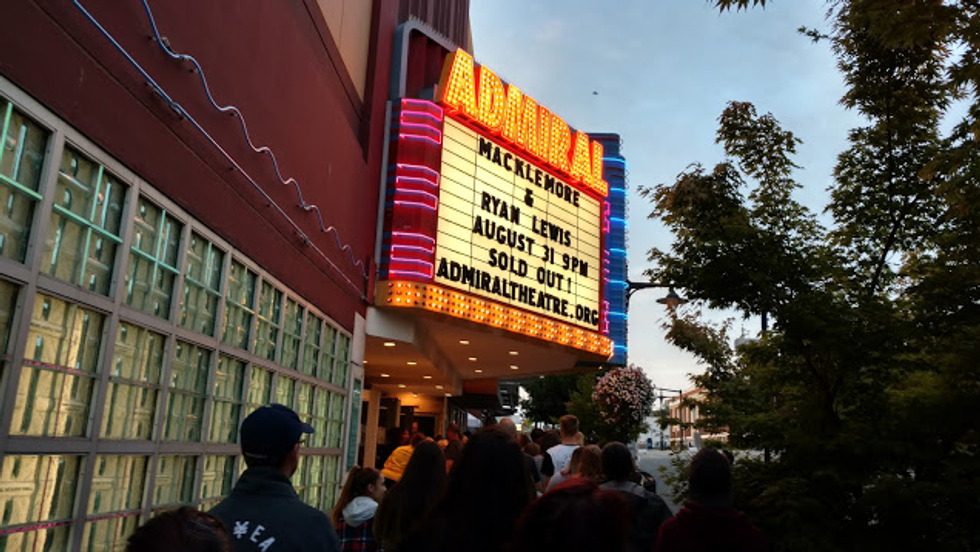 ADMIRAL
MACKLEMORE
&
RYAN LEWIS
AUGUST 31 9PM
SOLD OUT!
ADMIRALTHEATRE.ORG